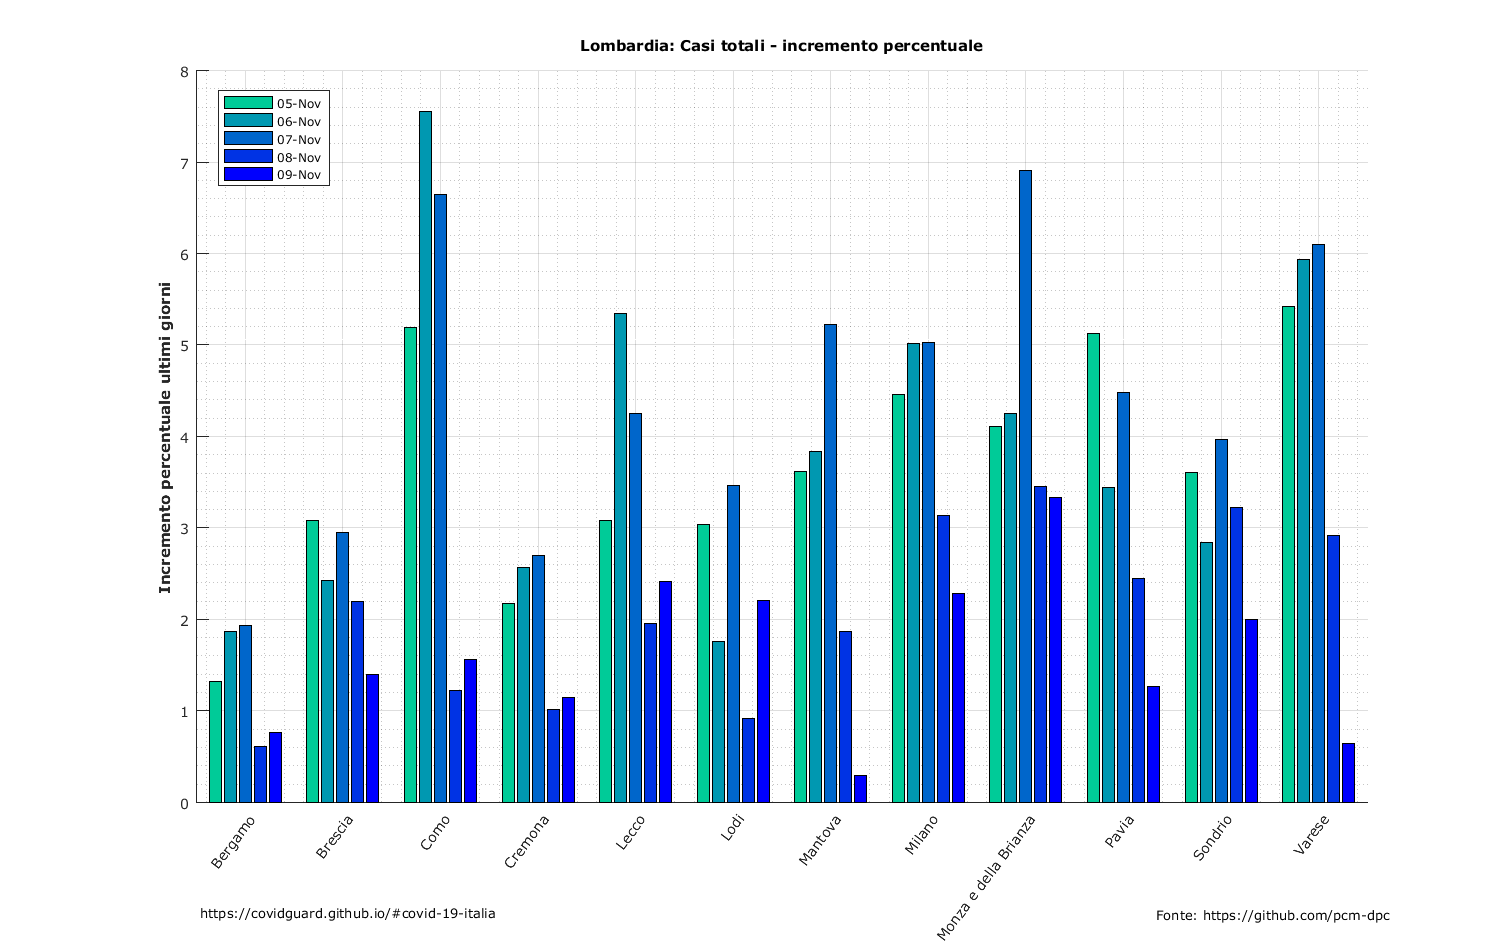 Lombardia: Casi totali - incremento percentuale
8
7
6
5
4
3
2
1
0
Incremento percentuale ultimi giorni
05-Nov
06-Nov
07-Nov
08-Nov
09-Nov
Bergamo
Brescia
Como
Cremona
Lecco
Lodi
Mantova
Milano
Monza e della Brianza
Pavia
Sondrio
Varese
https://covidguard.github.io/#covid-19-italia
Fonte: https://github.com/pcm-dpc